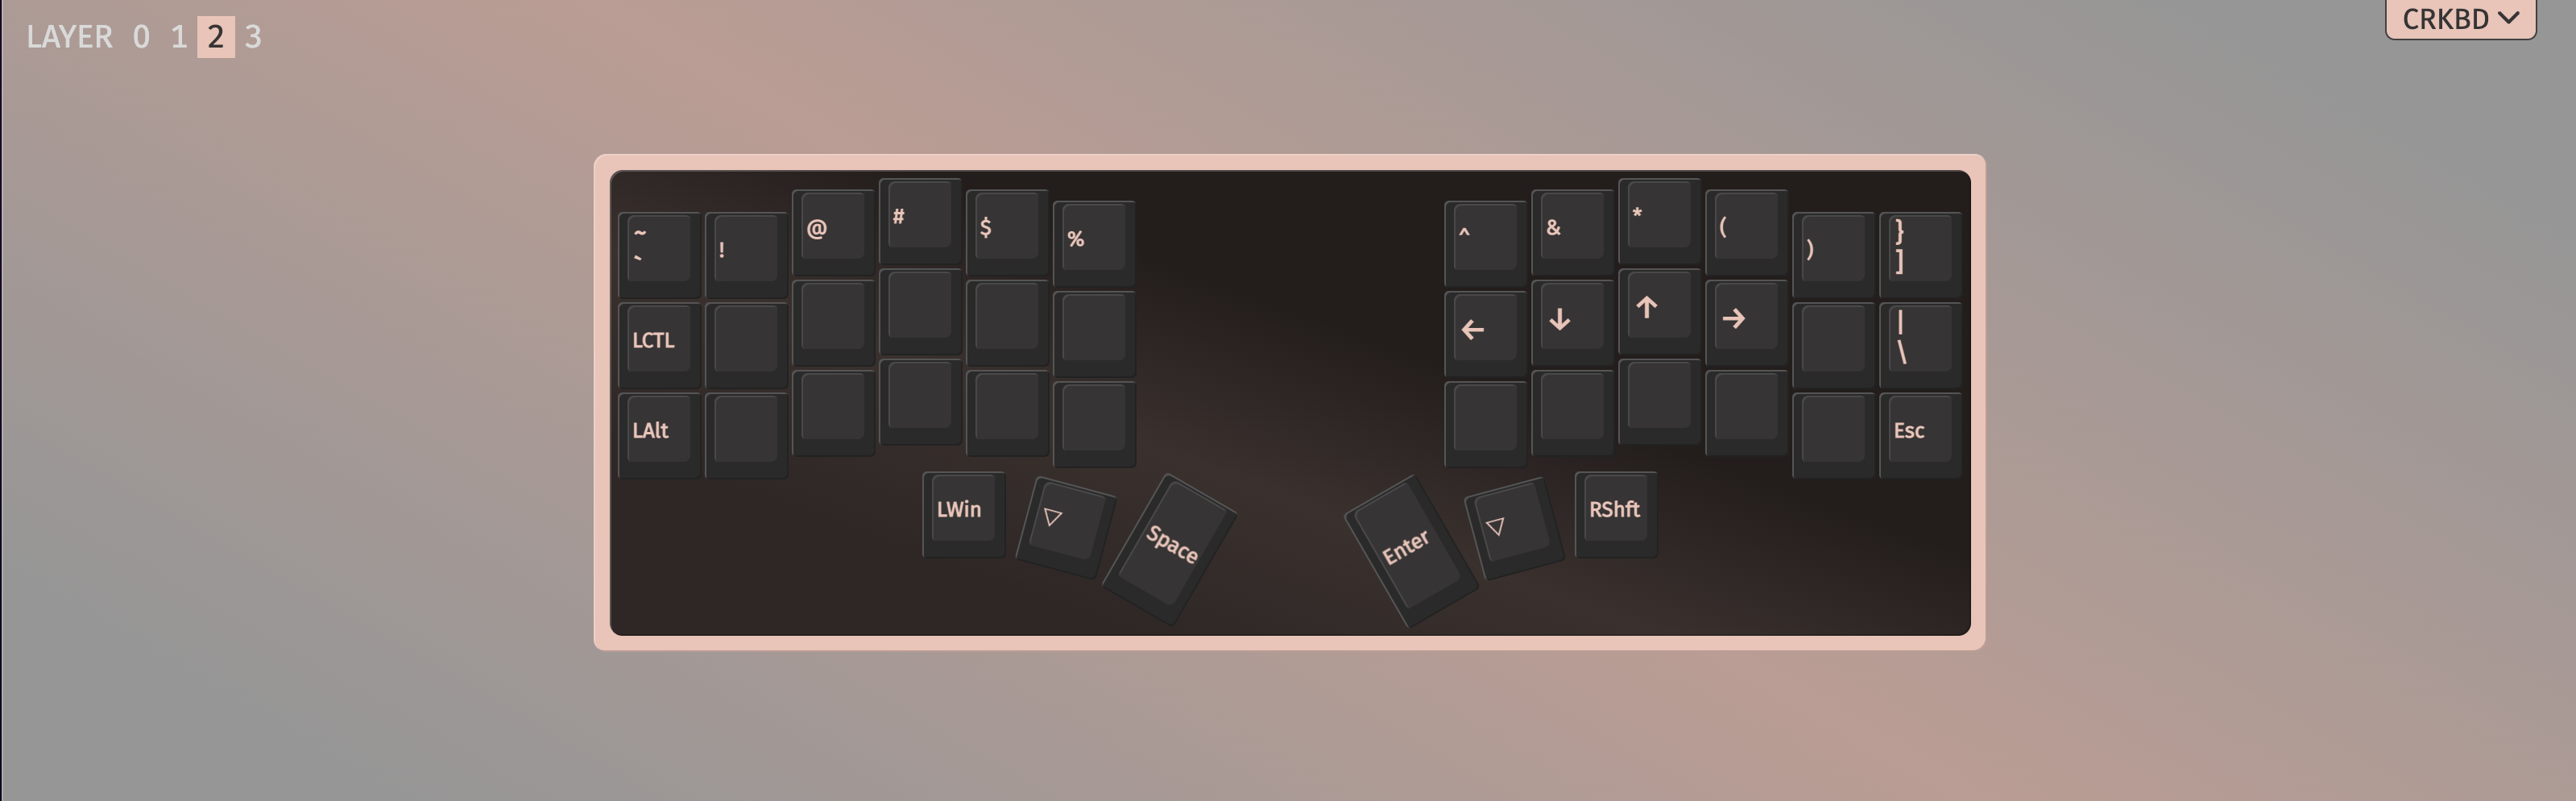 LAYER 0 1 2 3
CRKBD
~ ` ! @ # $ % ^ & * ( ) } ]
LCTL ← ↓ ↑ → | \
LAlt Esc
LWin ▽ Space Enter ▽ RShft